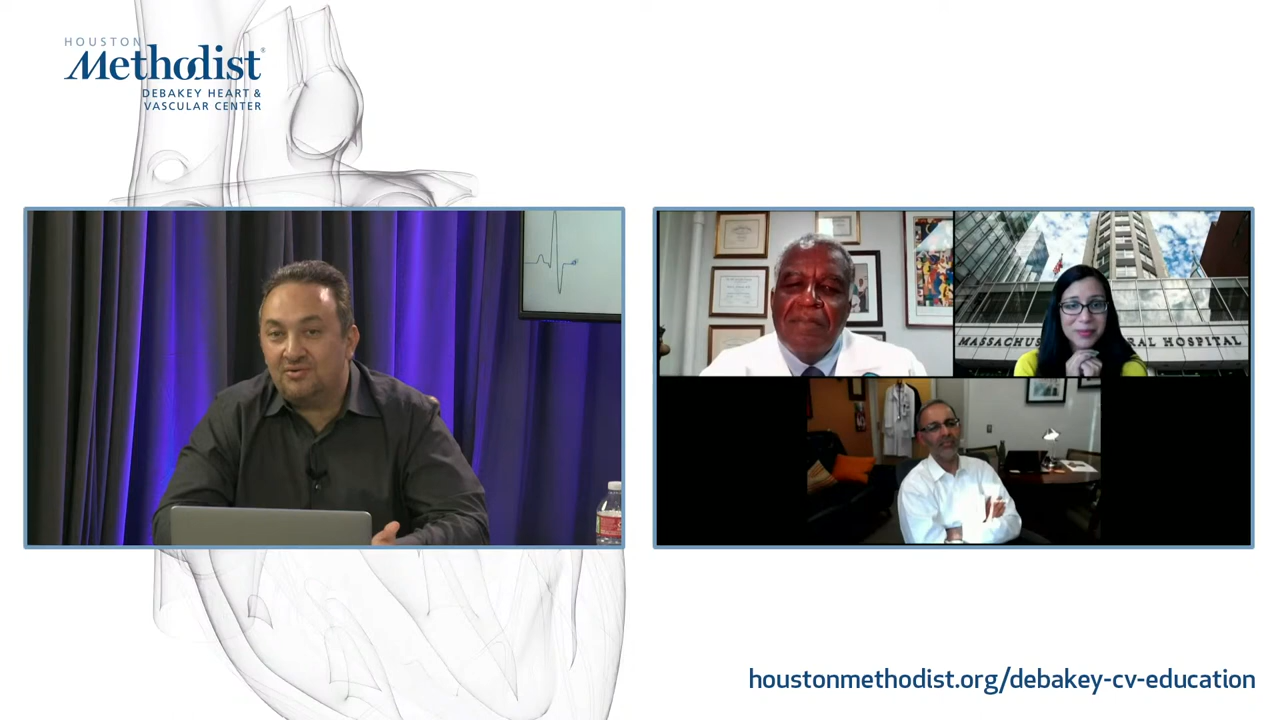 HOUSTON
Methodist®
DEBAKEY HEART &
VASCULAR CENTER
MASSACHUS RAL HOSPITAL
houstonmethodist.org/debakey-cv-education